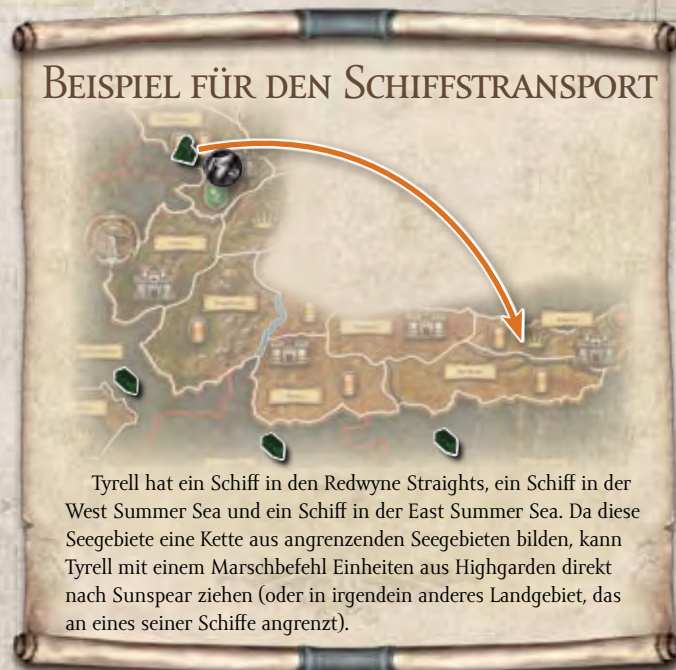 Beispiel für den Schiffstransport
Tyrell hat ein Schiff in den Redwyne Straights, ein Schiff in der
West Summer Sea und ein Schiff in der East Summer Sea. Da diese
Seegebiete eine Kette aus angrenzenden Seegebieten bilden, kann
Tyrell mit einem Marschbefehl Einheiten aus Highgarden direkt
nach Sunspear ziehen (oder in irgendein anderes Landgebiet, das
an eines seiner Schiffe angrenzt).